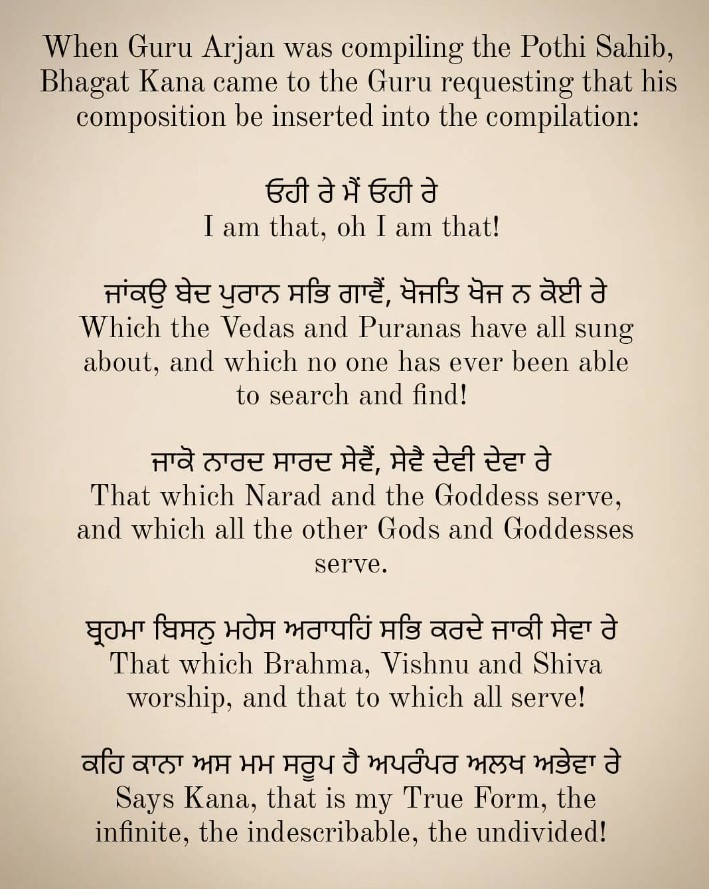 When Guru Arjan was compiling the Pothi Sahib,
Bhagat Kana came to the Guru requesting that his
composition be inserted into the compilation:
ਓਹੀ ਰੇ ਮੈਂ ਓਹੀ ਰੇ
I am that, oh I am that!
ਜਾਂਕਉ ਬੇਦ ਪੁਰਾਨ ਸਭਿ ਗਾਵੈਂ, ਖੋਜਤਿ ਖੋਜ ਨ ਕੋਈ ਰੇ
Which the Vedas and Puranas have all sung
about, and which no one has ever been able
to search and find!
ਜਾਕੋ ਨਾਰਦ ਸਾਰਦ ਸੇਵੈਂ, ਸੇਵੈ ਦੇਵੀ ਦੇਵਾ ਰੇ
That which Narad and the Goddess serve,
and which all the other Gods and Goddesses
serve.
ਬ੍ਰਹਮਾ ਬਿਸਨੁ ਮਹੇਸ ਅਰਾਧਹਿਂ ਸਭਿ ਕਰਦੇ ਜਾਕੀ ਸੇਵਾ ਰੇ
That which Brahma, Vishnu and Shiva
worship, and that to which all serve!
ਕਹਿ ਕਾਨਾ ਅਸ ਮਮ ਸਰੂਪ ਹੈ ਅਪਰੰਪਰ ਅਲਖ ਅਭੇਵਾ ਰੇ
Says Kana, that is my True Form, the
infinite, the indescribable, the undivided!